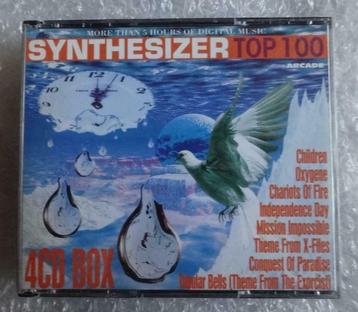 MORE THAN 5 HOURS OF DIGITAL MUSIC
SYNTHESIZER TOP 100
ARCADE
Children
Oxygene
Chariots Of Fire
Independence Day
Mission Impossible
Theme From X-Files
Conquest Of Paradise
Tubular Bells (Theme From The Exorcist)
4CD BOX